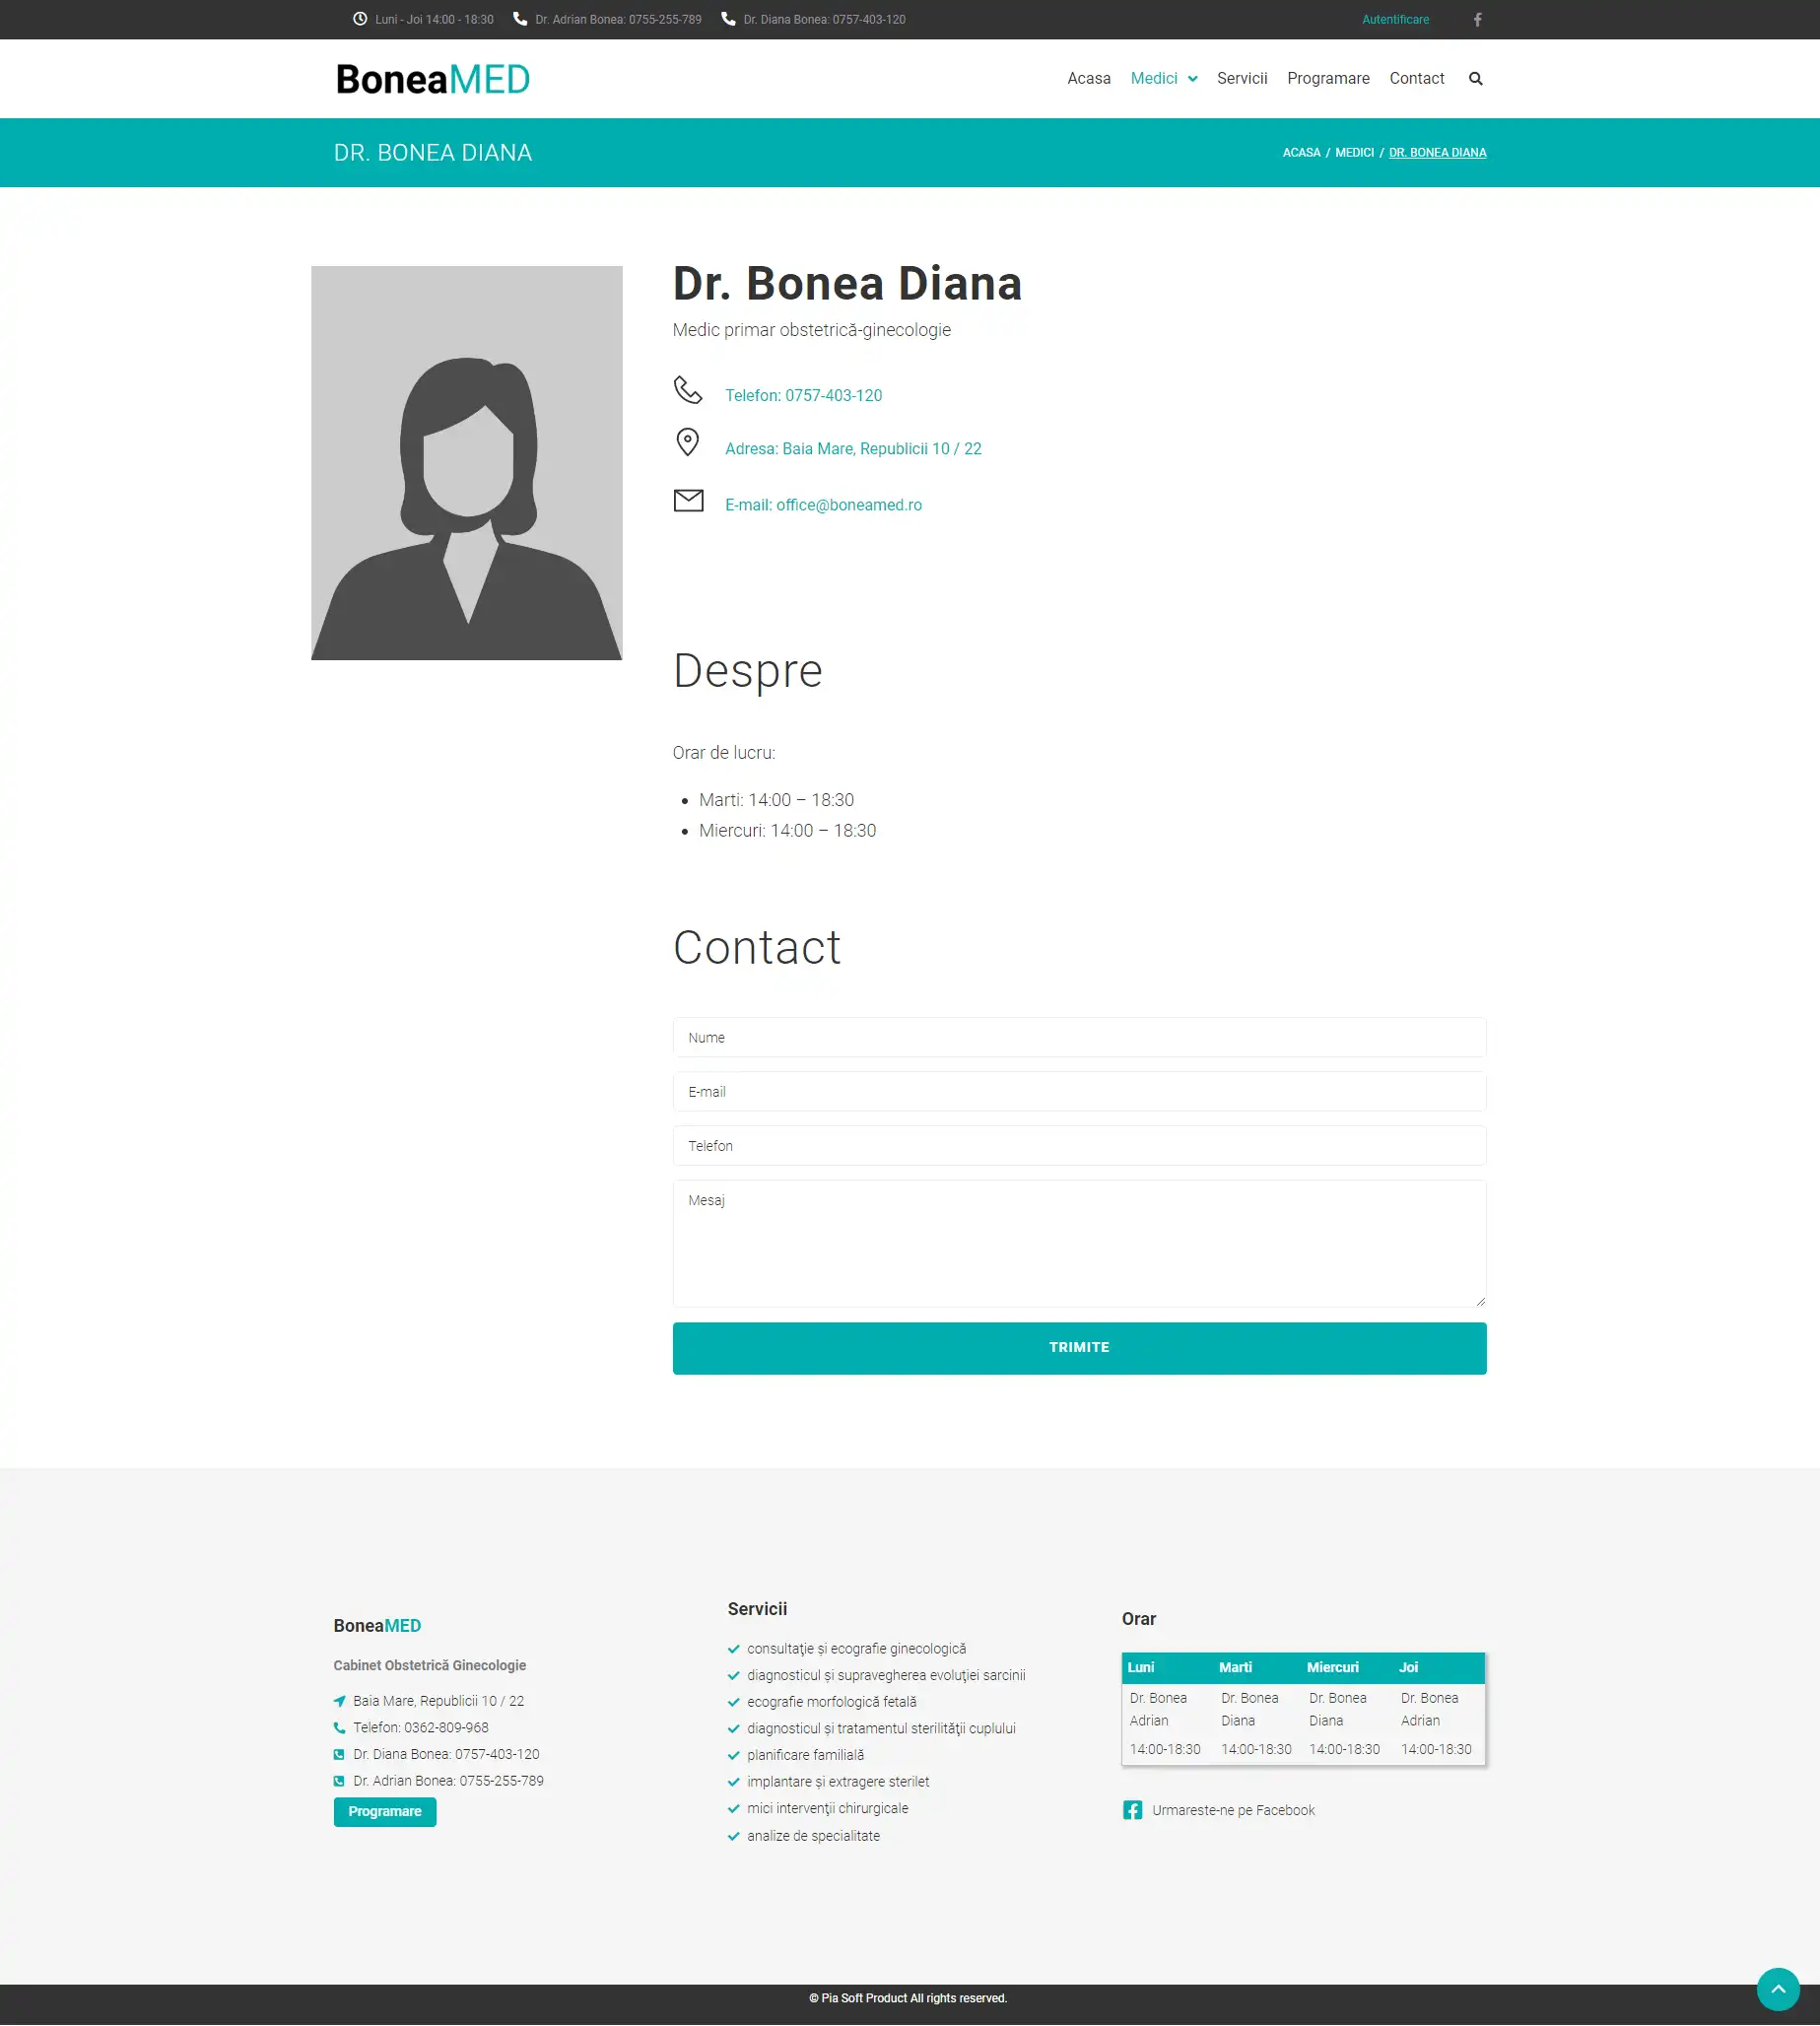 Luni - Joi 14:00 - 18:30 Dr. Adrian Bonea: 0755-255-789 Dr. Diana Bonea: 0757-403-120 Autentificare
BoneaMED Acasa Medici Servicii Programare Contact
DR. BONEA DIANA ACASA / MEDICI / DR. BONEA DIANA
Dr. Bonea Diana
Medic primar obstetrică-ginecologie
Telefon: 0757-403-120
Adresa: Baia Mare, Republicii 10 / 22
E-mail: office@boneamed.ro
Despre
Orar de lucru:
Marti: 14:00 – 18:30
Miercuri: 14:00 – 18:30
Contact
Nume
E-mail
Telefon
Mesaj
TRIMITE
BoneaMED
Cabinet Obstetrică Ginecologie
Baia Mare, Republicii 10 / 22
Telefon: 0362-809-968
Dr. Diana Bonea: 0757-403-120
Dr. Adrian Bonea: 0755-255-789
Programare
Servicii
consultaţie și ecografie ginecologică
diagnosticul și supravegherea evoluţiei sarcinii
ecografie morfologică fetală
diagnosticul și tratamentul sterilităţii cuplului
planificare familială
implantare și extragere sterilet
mici intervenţii chirurgicale
analize de specialitate
Orar
Luni Marti Miercuri Joi
Dr. Bonea Dr. Bonea Dr. Bonea Dr. Bonea
Adrian Diana Diana Adrian
14:00-18:30 14:00-18:30 14:00-18:30 14:00-18:30
Urmareste-ne pe Facebook
© Pia Soft Product All rights reserved.